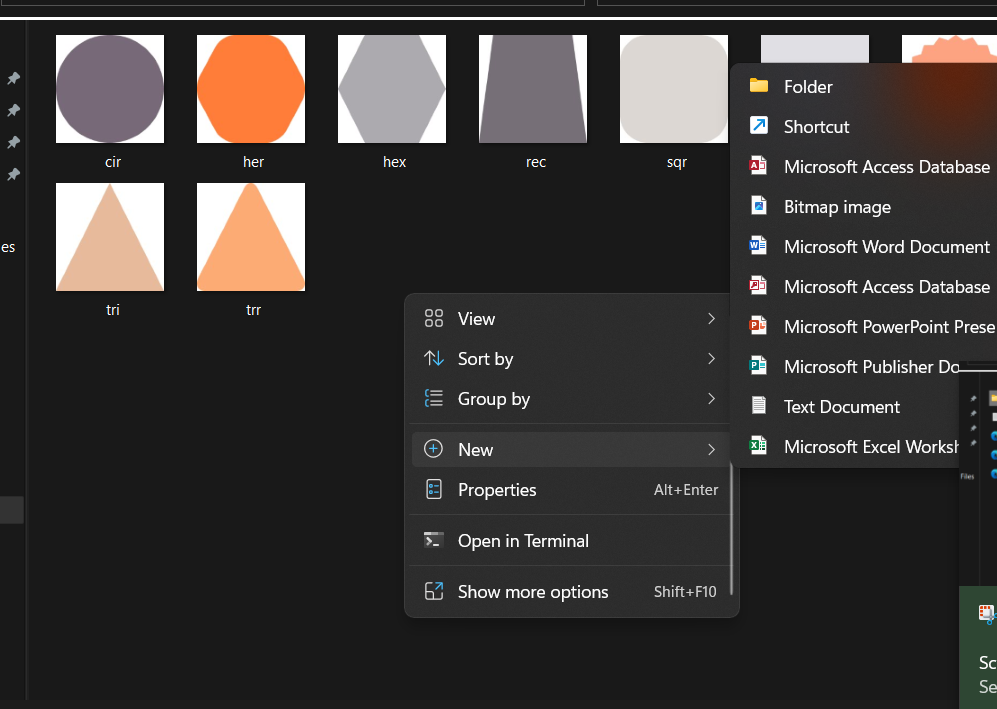 cir
her
hex
rec
sqr
tri
trr
es
View
Sort by
Group by
New
Properties Alt+Enter
Open in Terminal
Show more options Shift+F10
Folder
Shortcut
Microsoft Access Database
Bitmap image
Microsoft Word Document
Microsoft Access Database
Microsoft PowerPoint Prese
Microsoft Publisher Do
Text Document
Microsoft Excel Worksh
Files
Sc
Se